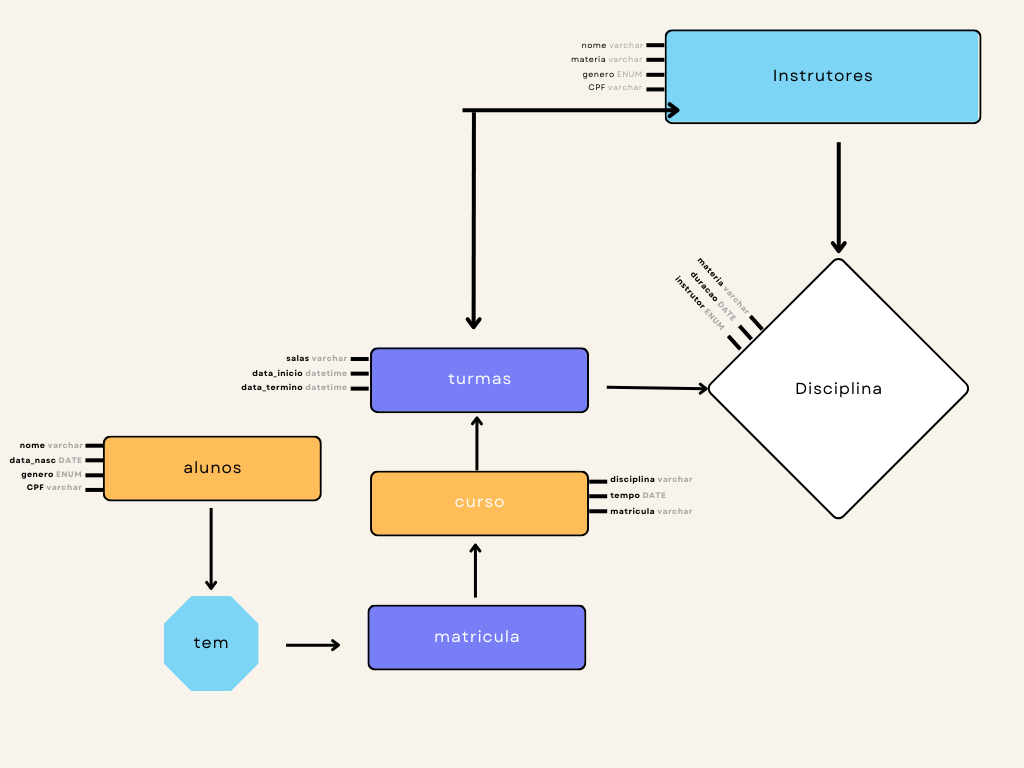 nome varchar
materia varchar
genero ENUM
CPF varchar
Instrutores
materia varchar
duracao DATE
instrutor ENUM
Disciplina
salas varchar
data_inicio datetime
data_termino datetime
turmas
nome varchar
data_nasc DATE
genero ENUM
CPF varchar
alunos
curso
disciplina varchar
tempo DATE
matricula varchar
tem
matricula